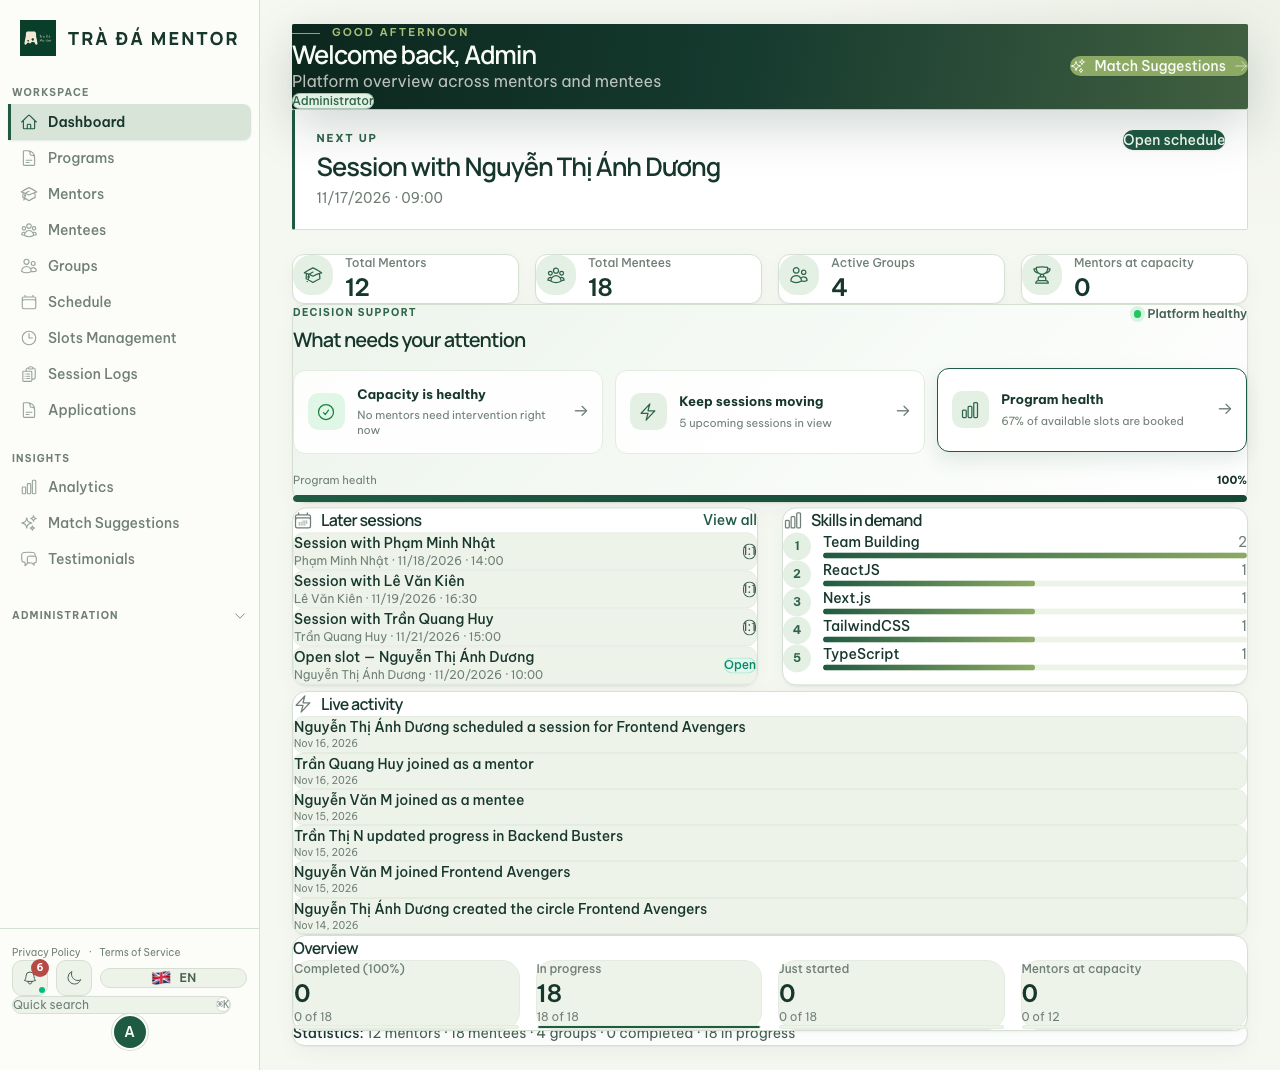 TRÀ ĐÁ MENTOR
WORKSPACE
Dashboard
Programs
Mentors
Mentees
Groups
Schedule
Slots Management
Session Logs
Applications
INSIGHTS
Analytics
Match Suggestions
Testimonials
ADMINISTRATION
Privacy Policy · Terms of Service
6
EN
Quick search ⌘K
A
GOOD AFTERNOON
Welcome back, Admin
Platform overview across mentors and mentees
Administrator
Match Suggestions →
NEXT UP
Session with Nguyễn Thị Ánh Dương
11/17/2026 · 09:00
Open schedule
Total Mentors
12
Total Mentees
18
Active Groups
4
Mentors at capacity
0
DECISION SUPPORT
Platform healthy
What needs your attention
Capacity is healthy
No mentors need intervention right
now
Keep sessions moving
5 upcoming sessions in view
Program health
67% of available slots are booked
Program health 100%
Later sessions View all
Session with Phạm Minh Nhật
Phạm Minh Nhật · 11/18/2026 · 14:00
1:1
Session with Lê Văn Kiên
Lê Văn Kiên · 11/19/2026 · 16:30
1:1
Session with Trần Quang Huy
Trần Quang Huy · 11/21/2026 · 15:00
1:1
Open slot — Nguyễn Thị Ánh Dương
Nguyễn Thị Ánh Dương · 11/20/2026 · 10:00
Open
Skills in demand
1 Team Building 2
2 ReactJS 1
3 Next.js 1
4 TailwindCSS 1
5 TypeScript 1
Live activity
Nguyễn Thị Ánh Dương scheduled a session for Frontend Avengers
Nov 16, 2026
Trần Quang Huy joined as a mentor
Nov 16, 2026
Nguyễn Văn M joined as a mentee
Nov 15, 2026
Trần Thị N updated progress in Backend Busters
Nov 15, 2026
Nguyễn Văn M joined Frontend Avengers
Nov 15, 2026
Nguyễn Thị Ánh Dương created the circle Frontend Avengers
Nov 14, 2026
Overview
Completed (100%)
0
0 of 18
In progress
18
18 of 18
Just started
0
0 of 18
Mentors at capacity
0
0 of 12
Statistics: 12 mentors · 18 mentees · 4 groups · 0 completed · 18 in progress